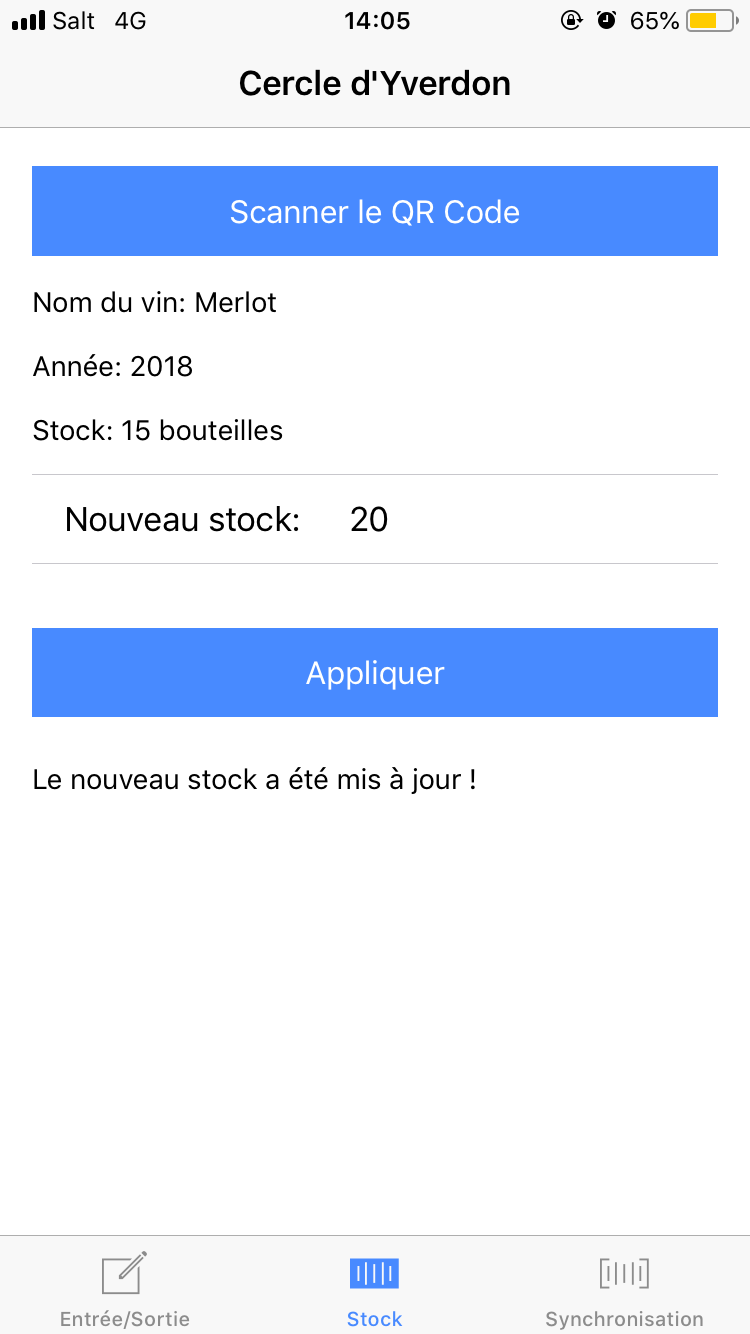 Salt 4G 14:05 65%
Cercle d'Yverdon
Scanner le QR Code
Nom du vin: Merlot
Année: 2018
Stock: 15 bouteilles
Nouveau stock: 20
Appliquer
Le nouveau stock a été mis à jour !
Entrée/Sortie Stock Synchronisation